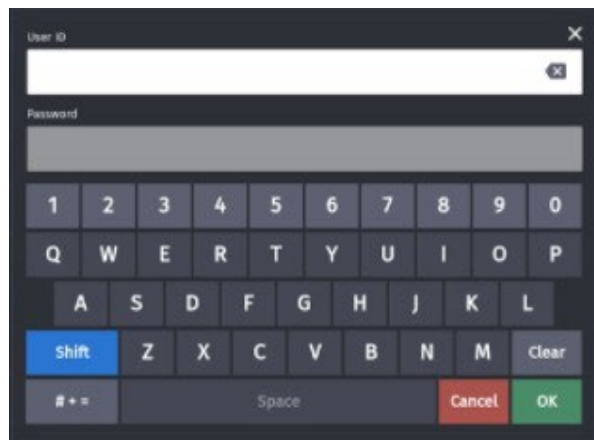 User ID
Password
1 2 3 4 5 6 7 8 9 0
Q W E R T Y U I O P
A S D F G H J K L
Shift Z X C V B N M Clear
# + = Space Cancel OK